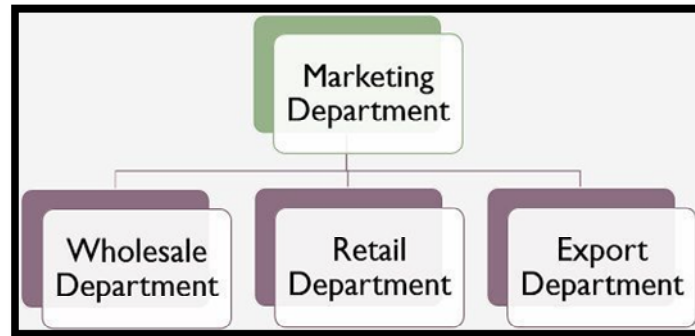 Marketing
Department
Wholesale
Department
Retail
Department
Export
Department